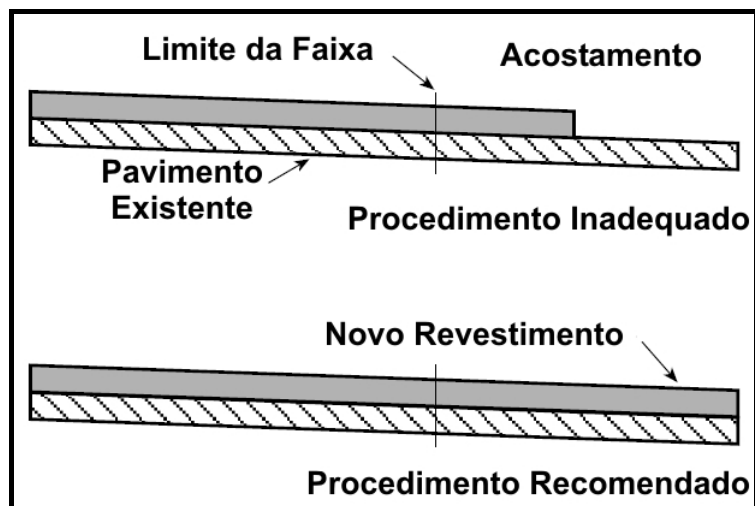 Limite da Faixa
Acostamento
Pavimento
Existente
Procedimento Inadequado
Novo Revestimento
Procedimento Recomendado